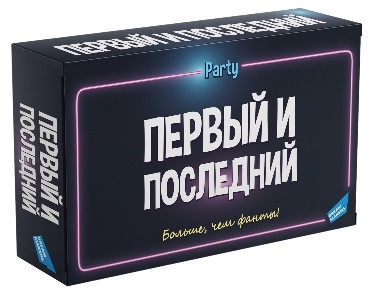 ПЕРВЫЙ И ПОСЛЕДНИЙ
Party
ПЕРВЫЙ И
ПОСЛЕДНИЙ
Больше, чем фанты!
ПЕРВЫЙ И
ПОСЛЕДНИЙ